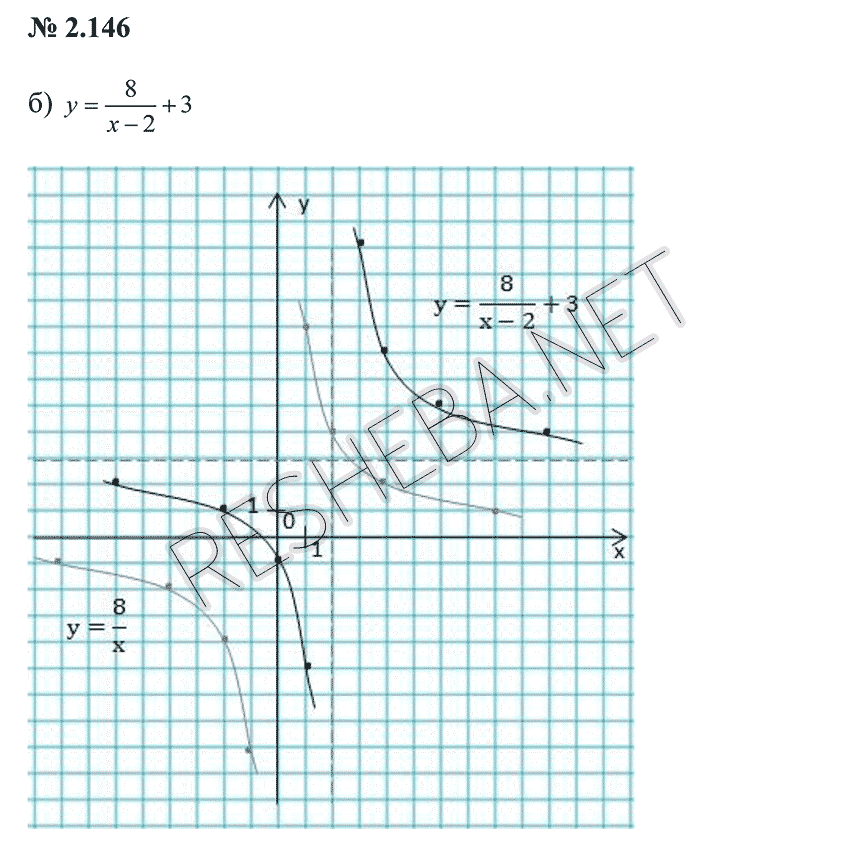 № 2.146
б) y = 8/(x − 2) + 3
y
y = 8/(x − 2) + 3
RESHEBA.NET
1
0
1
x
y = 8/x